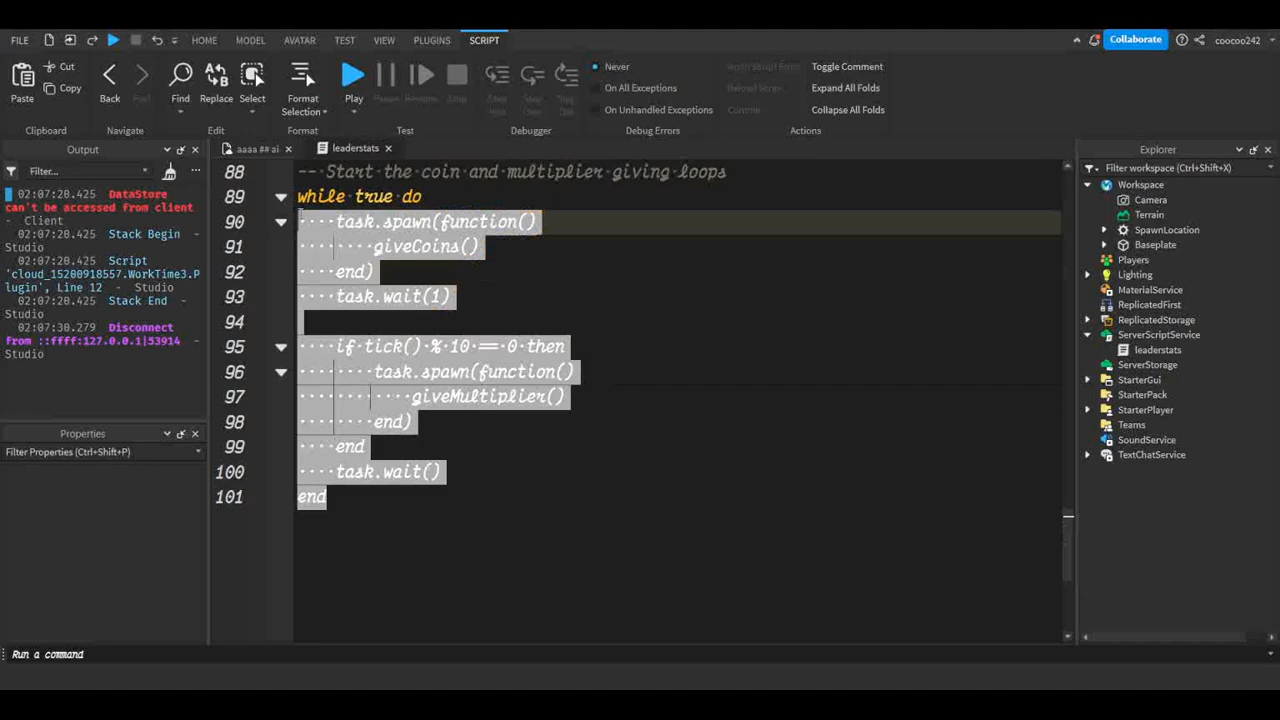 FILE HOME MODEL AVATAR TEST VIEW PLUGINS SCRIPT Collaborate coocoo242
Paste Cut Copy Back Find Replace Select Format Selection Play Never On All Exceptions On Unhandled Exceptions Toggle Comment Expand All Folds Collapse All Folds
Clipboard Navigate Edit Format Test Debugger Debug Errors Actions
Output
Filter...
02:07:20.425 DataStore
can't be accessed from client
- Client
02:07:20.425 Stack Begin -
Studio
02:07:20.425 Script
'cloud_15200918557.WorkTime3.P
lugin', Line 12 - Studio
02:07:20.425 Stack End -
Studio
02:07:30.279 Disconnect
from ::ffff:127.0.0.1|53914 -
Studio
Properties
Filter Properties (Ctrl+Shift+P)
aaaa ## ai
leaderstats
88 -- Start the coin and multiplier giving loops
89 while true do
90 task.spawn(function()
91 giveCoins()
92 end)
93 task.wait(1)
94
95 if tick() % 10 == 0 then
96 task.spawn(function()
97 giveMultiplier()
98 end)
99 end
100 task.wait()
101 end
Explorer
Filter workspace (Ctrl+Shift+X)
Workspace
Camera
Terrain
SpawnLocation
Baseplate
Players
Lighting
MaterialService
ReplicatedFirst
ReplicatedStorage
ServerScriptService
leaderstats
ServerStorage
StarterGui
StarterPack
StarterPlayer
Teams
SoundService
TextChatService
Run a command